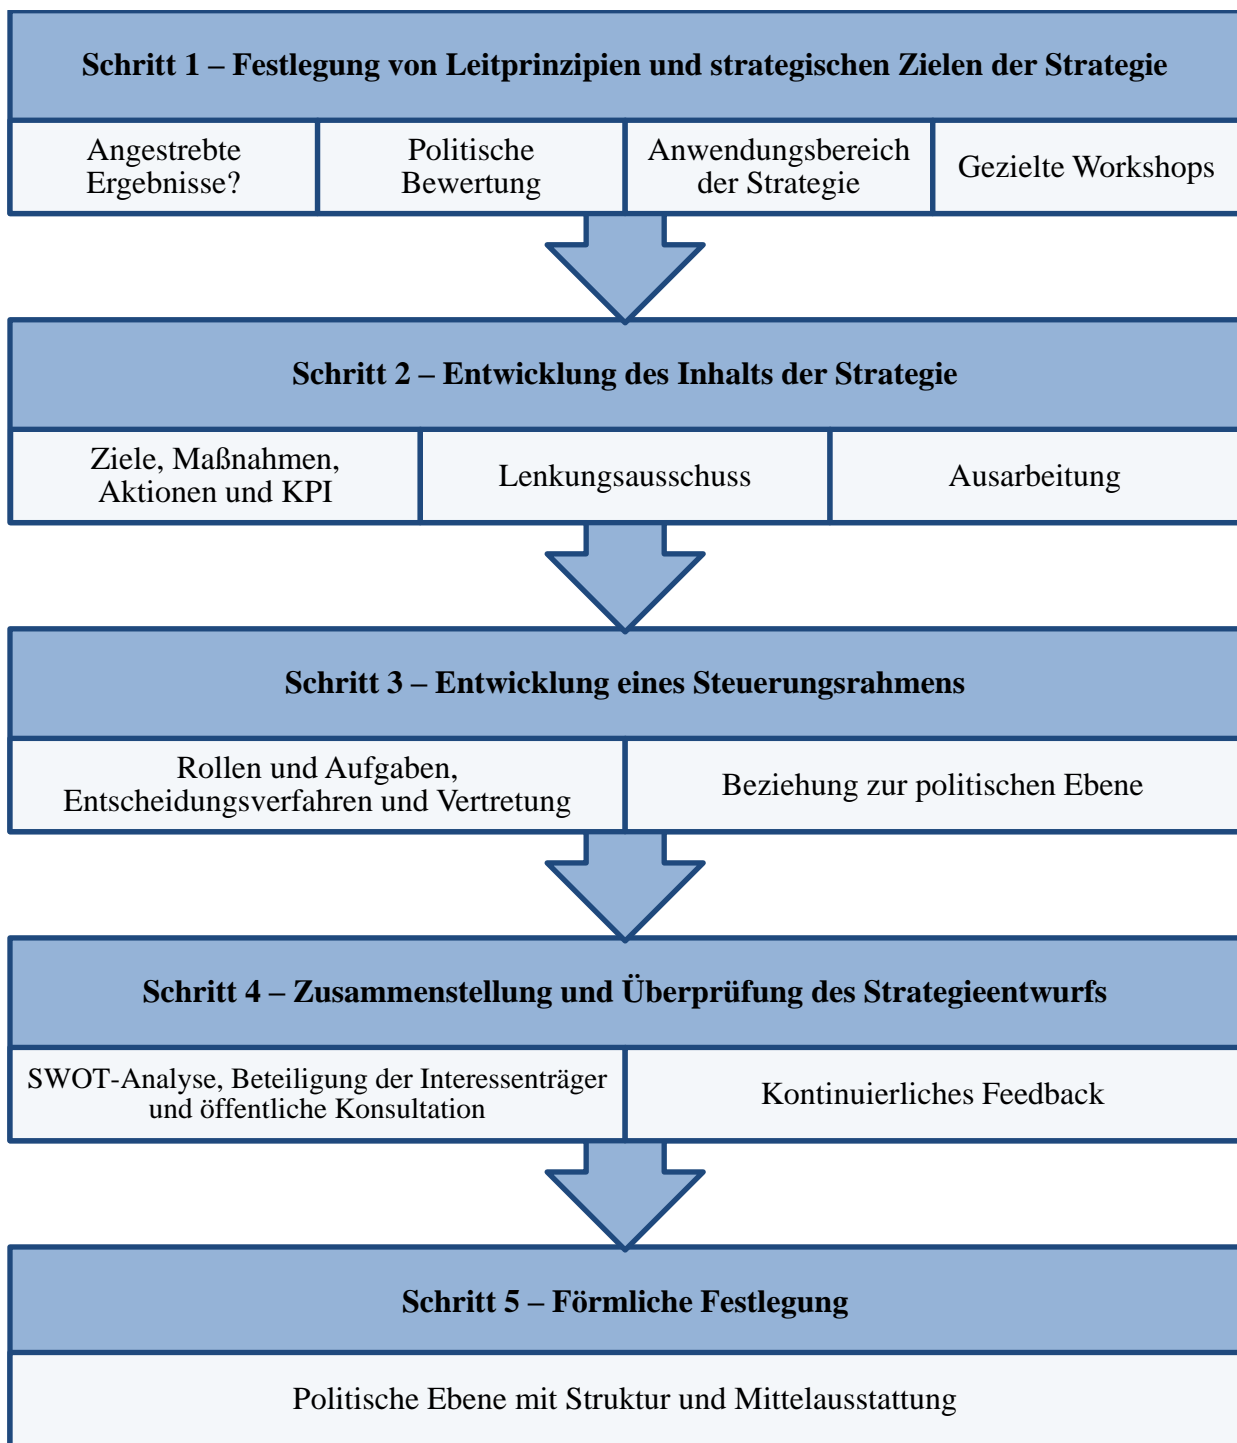 Schritt 1 – Festlegung von Leitprinzipien und strategischen Zielen der Strategie
Angestrebte
Ergebnisse?
Politische
Bewertung
Anwendungsbereich
der Strategie
Gezielte Workshops
Schritt 2 – Entwicklung des Inhalts der Strategie
Ziele, Maßnahmen,
Aktionen und KPI
Lenkungsausschuss
Ausarbeitung
Schritt 3 – Entwicklung eines Steuerungsrahmens
Rollen und Aufgaben,
Entscheidungsverfahren und Vertretung
Beziehung zur politischen Ebene
Schritt 4 – Zusammenstellung und Überprüfung des Strategieentwurfs
SWOT-Analyse, Beteiligung der Interessenträger
und öffentliche Konsultation
Kontinuierliches Feedback
Schritt 5 – Förmliche Festlegung
Politische Ebene mit Struktur und Mittelausstattung